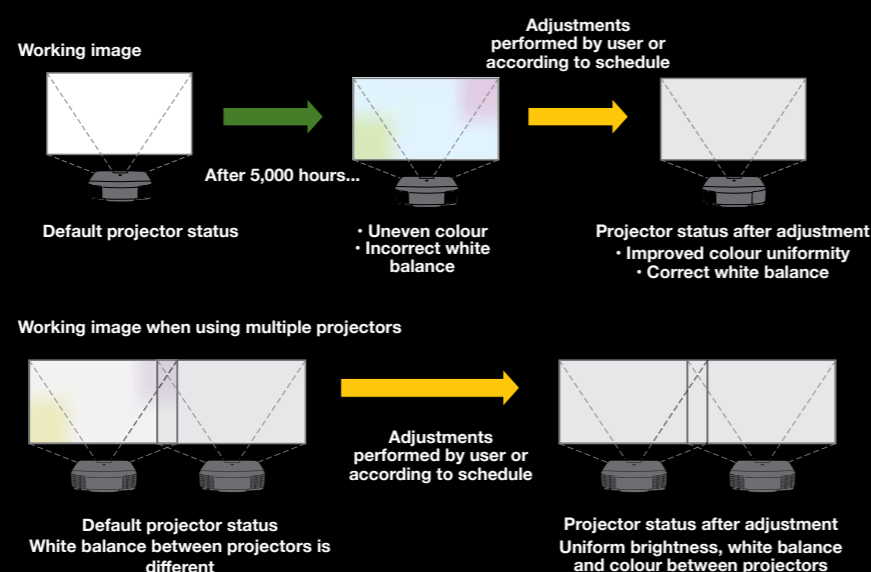 Working image
Adjustments
performed by user or
according to schedule
After 5,000 hours...
Default projector status
· Uneven colour
· Incorrect white
balance
Projector status after adjustment
· Improved colour uniformity
· Correct white balance
Working image when using multiple projectors
Adjustments
performed by user or
according to schedule
Default projector status
White balance between projectors is
different
Projector status after adjustment
Uniform brightness, white balance
and colour between projectors